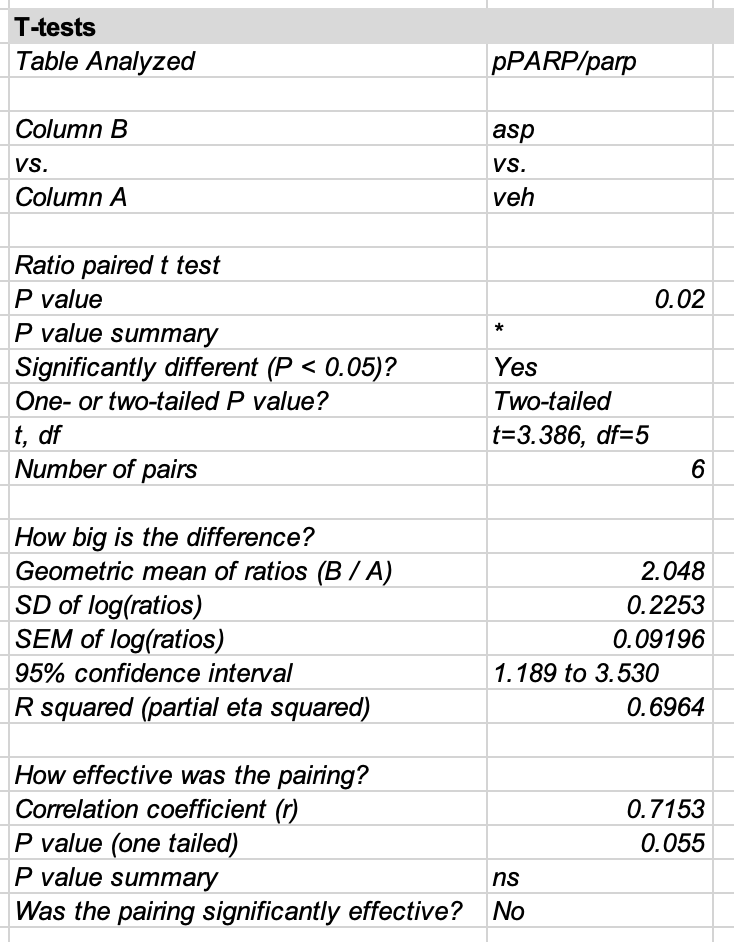 T-tests
Table Analyzed pPARP/parp
Column B asp
vs. vs.
Column A veh
Ratio paired t test
P value 0.02
P value summary *
Significantly different (P < 0.05)? Yes
One- or two-tailed P value? Two-tailed
t, df t=3.386, df=5
Number of pairs 6
How big is the difference?
Geometric mean of ratios (B / A) 2.048
SD of log(ratios) 0.2253
SEM of log(ratios) 0.09196
95% confidence interval 1.189 to 3.530
R squared (partial eta squared) 0.6964
How effective was the pairing?
Correlation coefficient (r) 0.7153
P value (one tailed) 0.055
P value summary ns
Was the pairing significantly effective? No